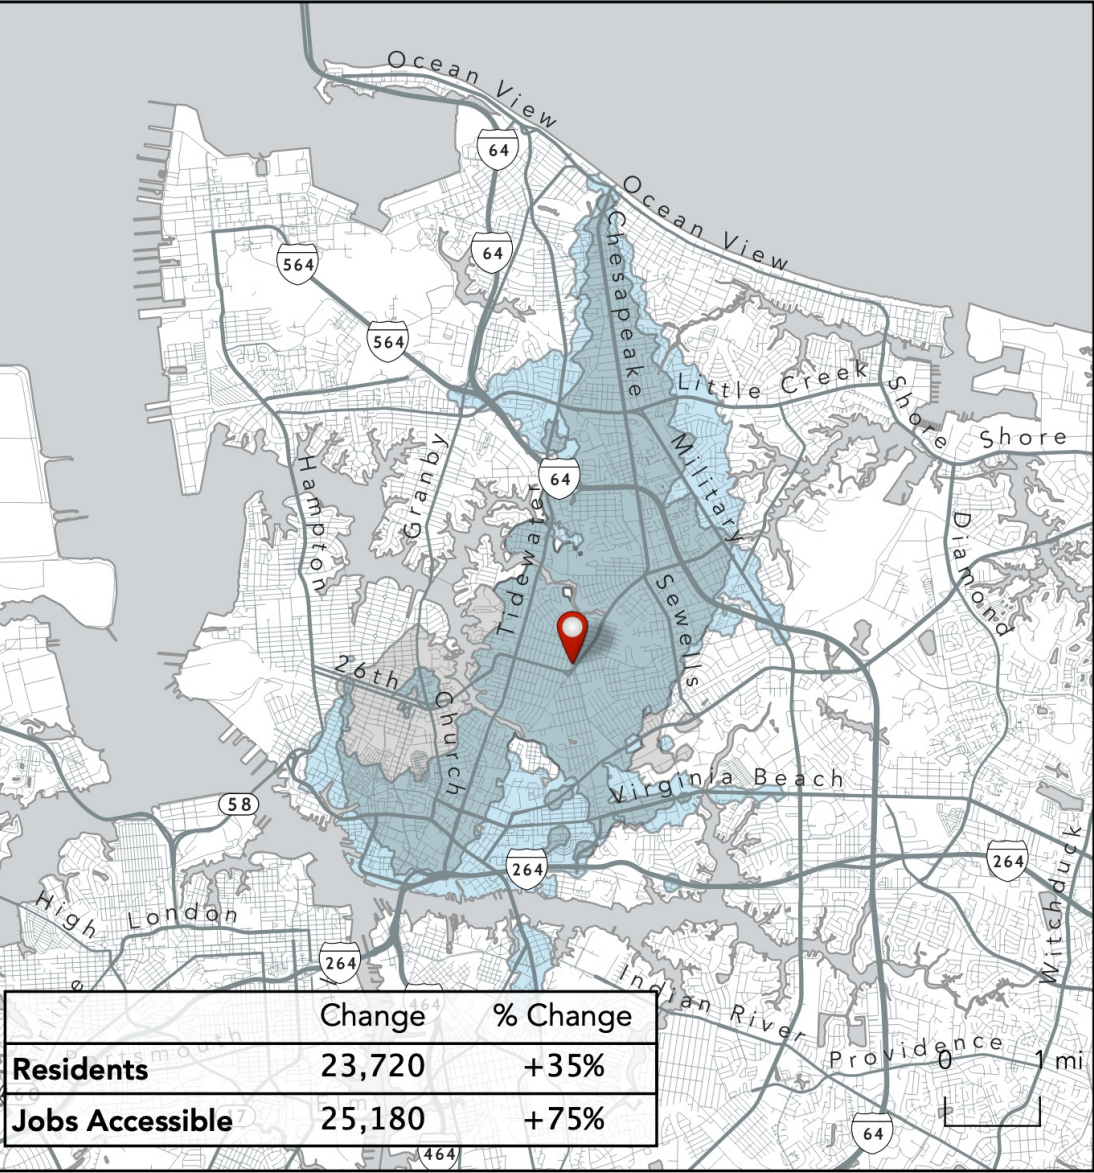 Ocean View
64
Ocean View
Chesapeake
64
564
564
Little Creek
Shore
Shore
Hampton
Granby
Military
64
Tidewater
Diamond
Sewells
26th
Church
Virginia Beach
58
264
264
Witchduck
High
London
264
Indian River
464
Providence
0 1 mi
Portsmouth
64
464
Change % Change
Residents 23,720 +35%
Jobs Accessible 25,180 +75%